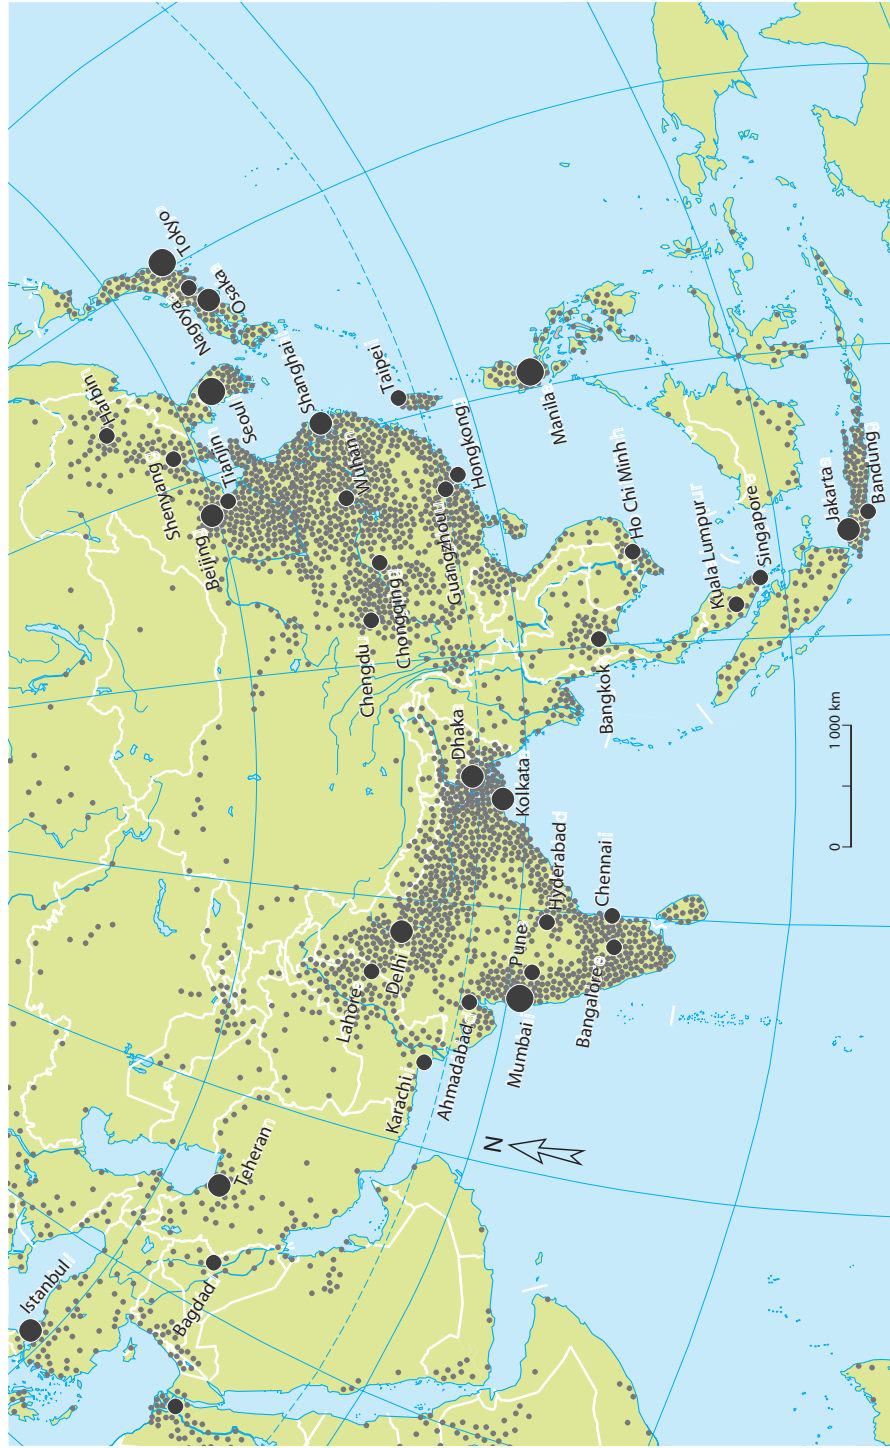 Tokyo
Nagoya
Osaka
Harbin
Seoul
Shanghai
Taipei
Shenyang
Tianjin
Beijing
Wuhan
Hongkong
Guangzhou
Manila
Chongqing
Chengdu
Ho Chi Minh
Kuala Lumpur
Singapore
Jakarta
Bandung
Bangkok
Dhaka
Kolkata
0
1 000 km
Hyderabad
Chennai
Pune
Delhi
Lahore
Bangalore
Mumbai
Ahmadabad
Karachi
N
Teheran
Istanbul
Bagdad